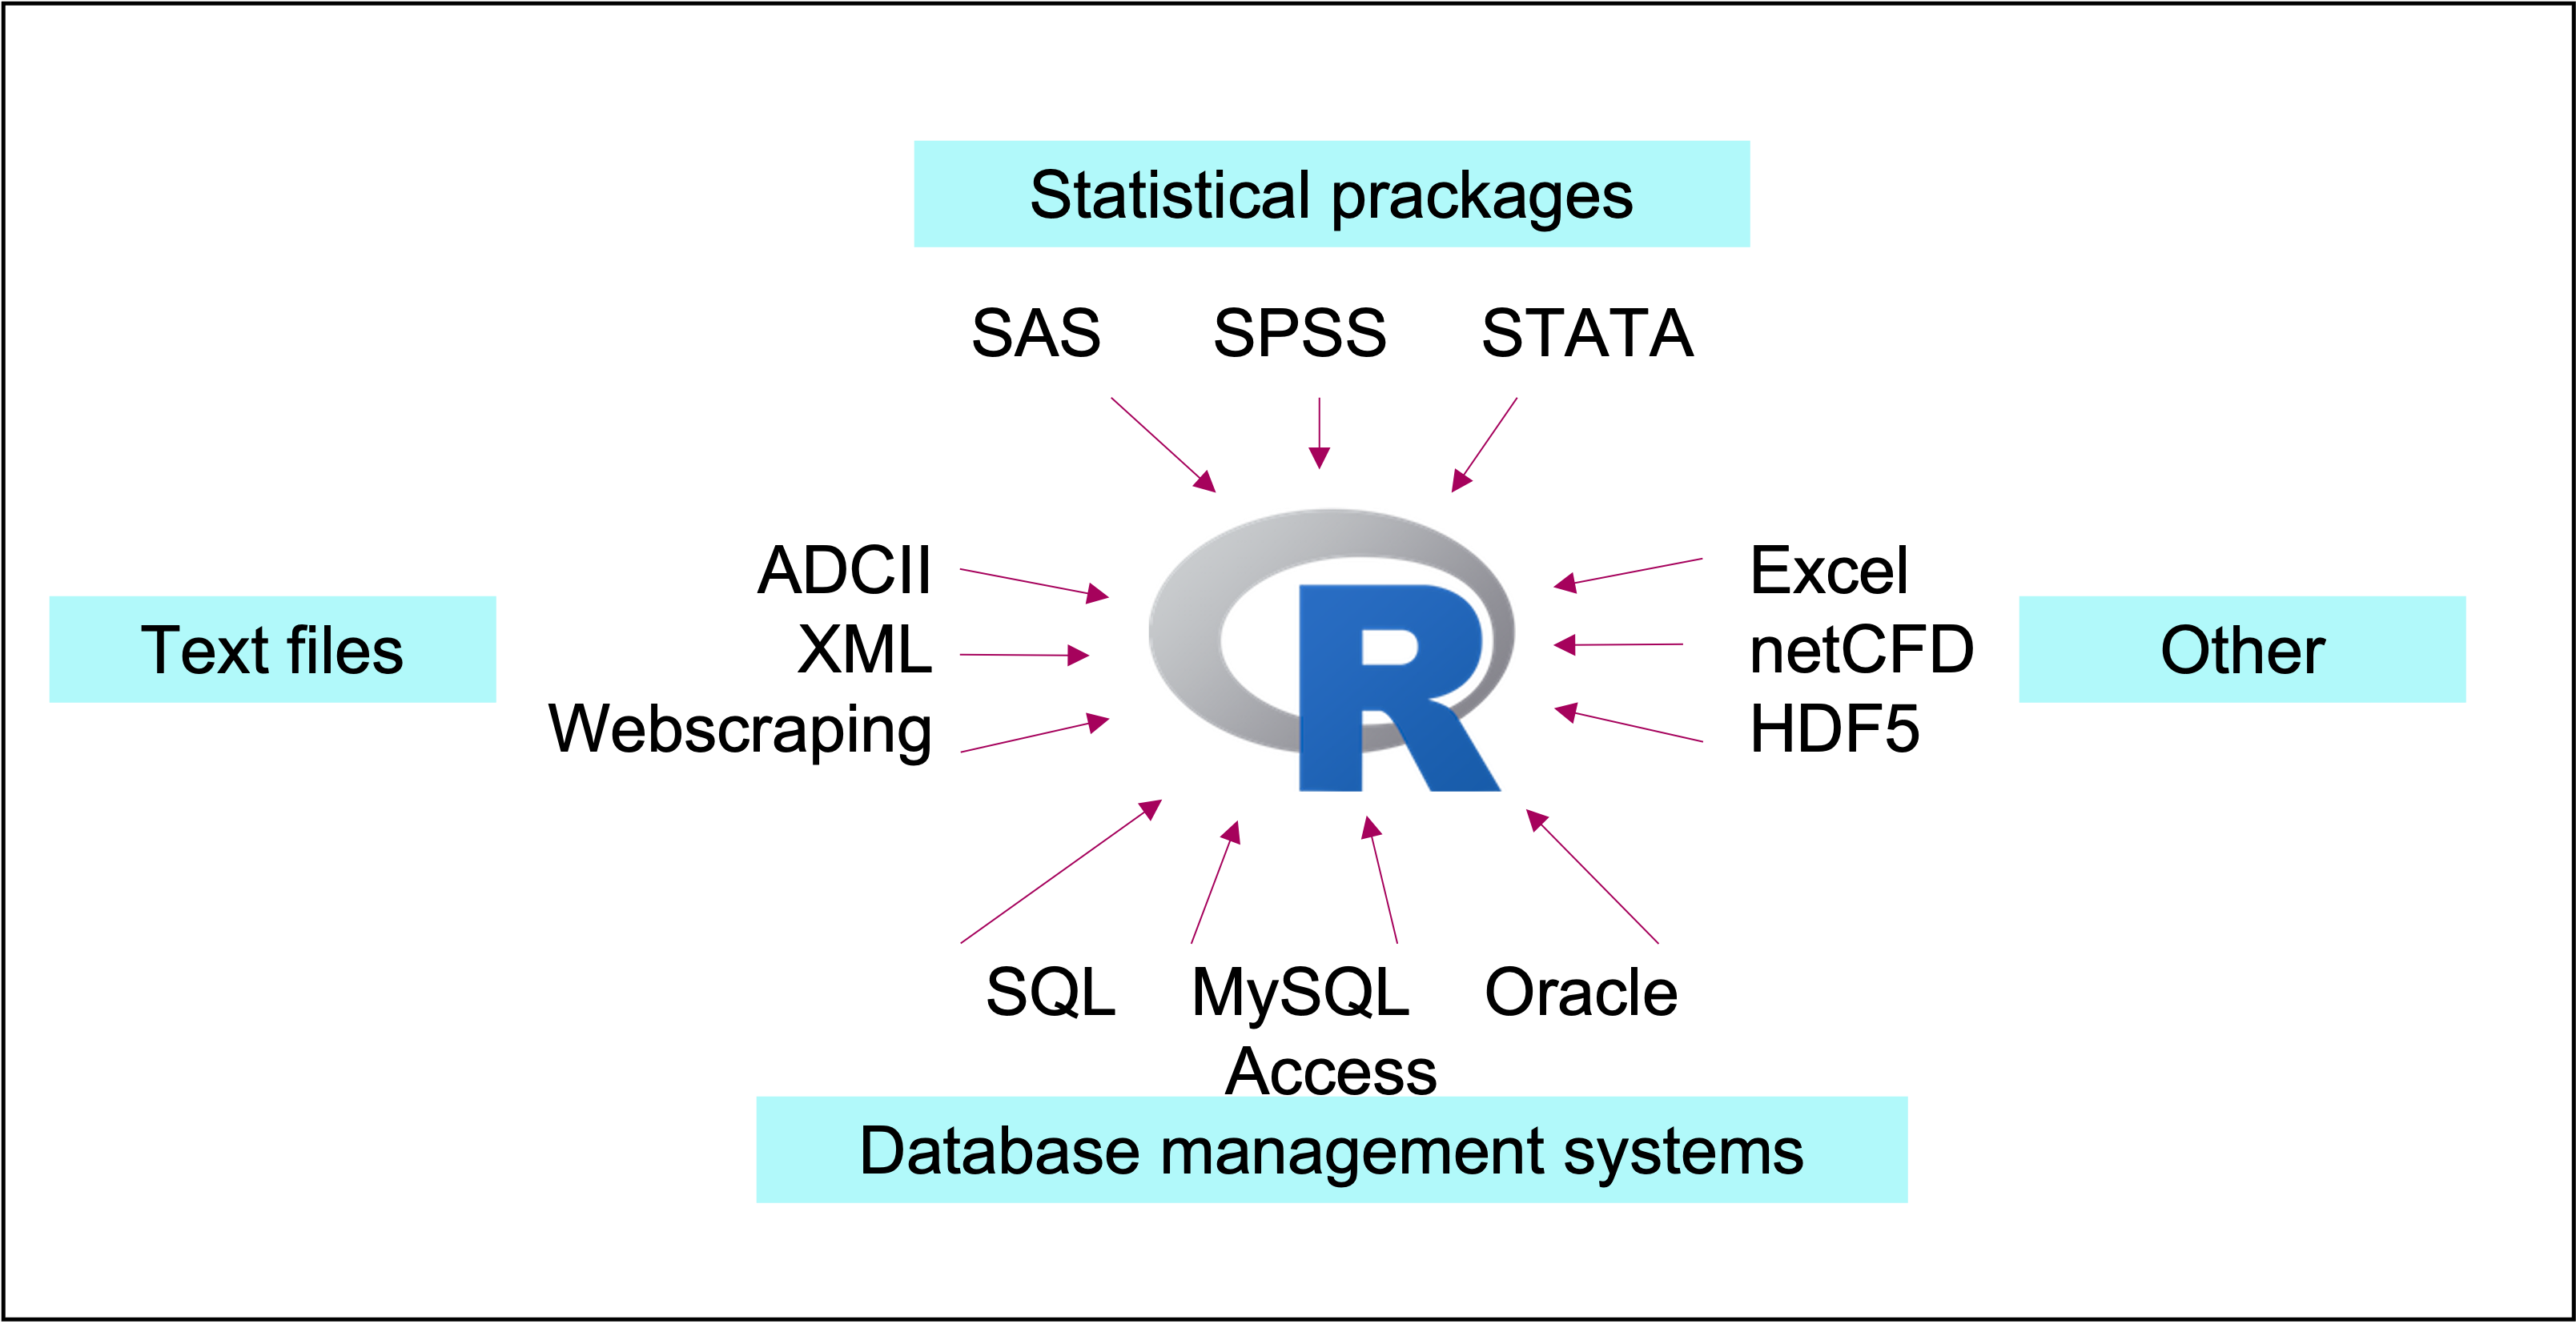 Statistical prackages
SAS SPSS STATA
Text files
ADCII
XML
Webscraping
R
Excel
netCFD
HDF5
Other
SQL MySQL Oracle
Access
Database management systems